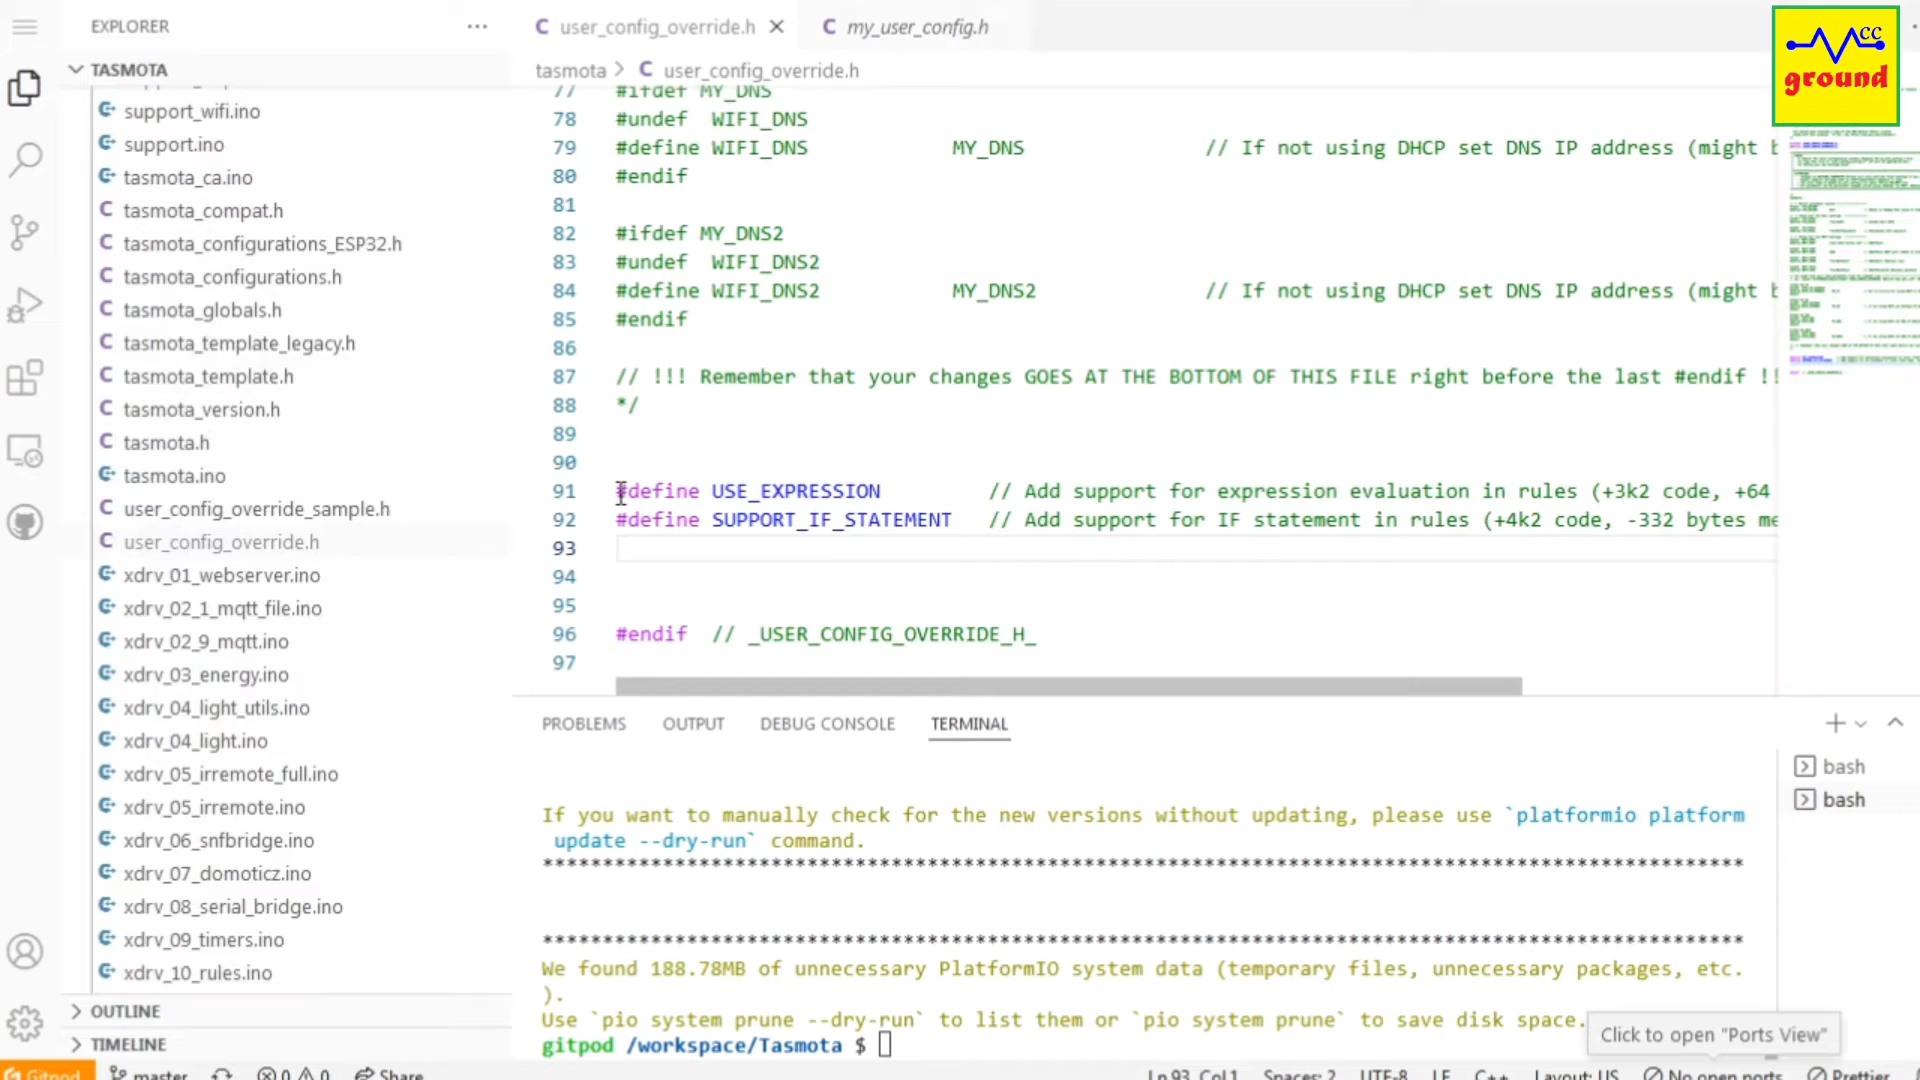 EXPLORER
TASMOTA
support_wifi.ino
support.ino
tasmota_ca.ino
tasmota_compat.h
tasmota_configurations_ESP32.h
tasmota_configurations.h
tasmota_globals.h
tasmota_template_legacy.h
tasmota_template.h
tasmota_version.h
tasmota.h
tasmota.ino
user_config_override_sample.h
user_config_override.h
xdrv_01_webserver.ino
xdrv_02_1_mqtt_file.ino
xdrv_02_9_mqtt.ino
xdrv_03_energy.ino
xdrv_04_light_utils.ino
xdrv_04_light.ino
xdrv_05_irremote_full.ino
xdrv_05_irremote.ino
xdrv_06_snfbridge.ino
xdrv_07_domoticz.ino
xdrv_08_serial_bridge.ino
xdrv_09_timers.ino
xdrv_10_rules.ino
OUTLINE
TIMELINE
C user_config_override.h
C my_user_config.h
tasmota > C user_config_override.h
77 #ifdef MY_DNS
78 #undef WIFI_DNS
79 #define WIFI_DNS MY_DNS // If not using DHCP set DNS IP address (might b
80 #endif
81
82 #ifdef MY_DNS2
83 #undef WIFI_DNS2
84 #define WIFI_DNS2 MY_DNS2 // If not using DHCP set DNS IP address (might b
85 #endif
86
87 // !!! Remember that your changes GOES AT THE BOTTOM OF THIS FILE right before the last #endif !!
88 */
89
90
91 #define USE_EXPRESSION // Add support for expression evaluation in rules (+3k2 code, +64
92 #define SUPPORT_IF_STATEMENT // Add support for IF statement in rules (+4k2 code, -332 bytes me
93
94
95
96 #endif // _USER_CONFIG_OVERRIDE_H_
97
CC
ground
PROBLEMS OUTPUT DEBUG CONSOLE TERMINAL
If you want to manually check for the new versions without updating, please use `platformio platform
update --dry-run` command.
****************************************************************************************************
****************************************************************************************************
We found 188.78MB of unnecessary PlatformIO system data (temporary files, unnecessary packages, etc.
).
Use `pio system prune --dry-run` to list them or `pio system prune` to save disk space.
gitpod /workspace/Tasmota $
bash
bash
Click to open "Ports View"
Gitpod master 0 0 Share Ln 93, Col 1 Spaces: 2 UTF-8 LF C++ Layout: US No open ports Prettier